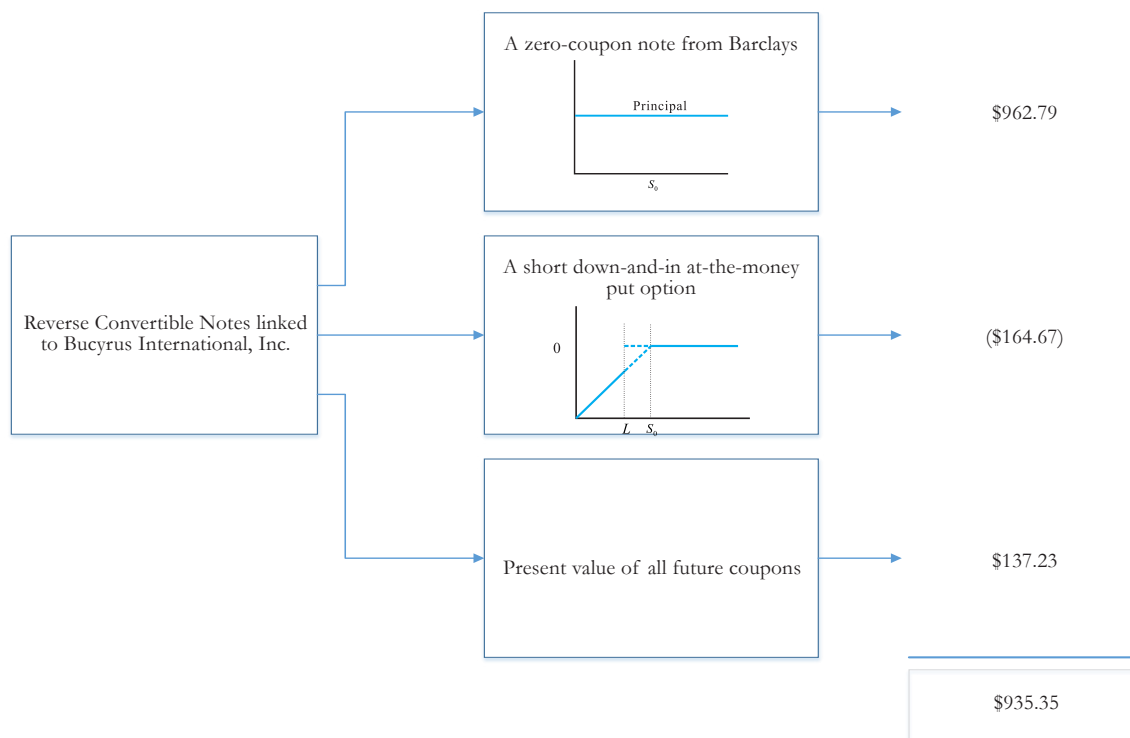 A zero-coupon note from Barclays
Principal
S₀
$962.79
Reverse Convertible Notes linked
to Bucyrus International, Inc.
A short down-and-in at-the-money
put option
0
L S₀
($164.67)
Present value of all future coupons
$137.23
$935.35